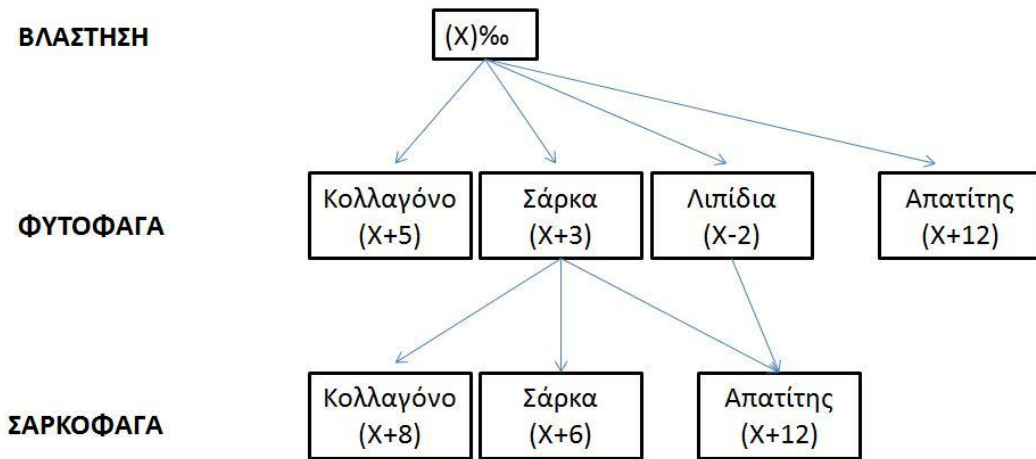 ΒΛΑΣΤΗΣΗ
(Χ)‰
ΦΥΤΟΦΑΓΑ
Κολλαγόνο
(Χ+5)
Σάρκα
(Χ+3)
Λιπίδια
(Χ-2)
Απατίτης
(Χ+12)
ΣΑΡΚΟΦΑΓΑ
Κολλαγόνο
(Χ+8)
Σάρκα
(Χ+6)
Απατίτης
(Χ+12)